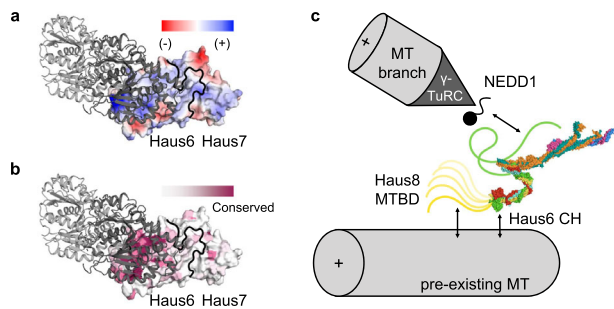 a
(-) (+)
Haus6 Haus7
b
Conserved
Haus6 Haus7
c
+
MT
branch
γ-
TuRC
NEDD1
Haus8
MTBD
Haus6 CH
+
pre-existing MT